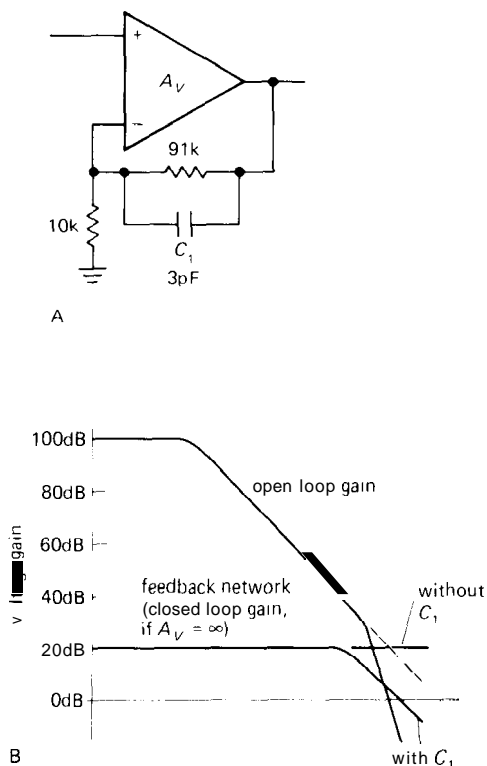 +
A_V
−
91k
10k
C_1
3pF
A
100dB
80dB
60dB
40dB
20dB
0dB
gain
open loop gain
feedback network
(closed loop gain,
if A_V = ∞)
without
C_1
with C_1
B